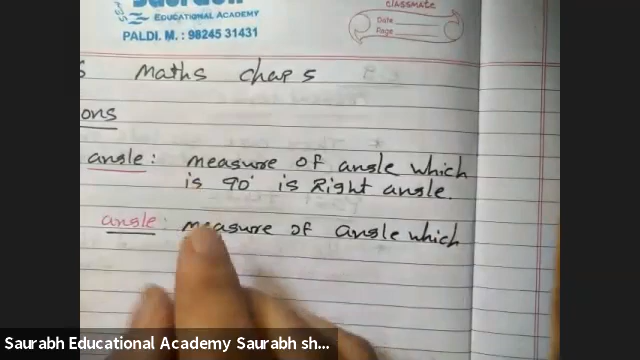 EDUCATIONAL ACADEMY
PALDI. M. : 98245 31431
CLASSMATE
Date
Page
Maths chap 5
ons
angle : measure of angle which
is 90° is Right angle.
angle : measure of angle which
Saurabh Educational Academy Saurabh sh...